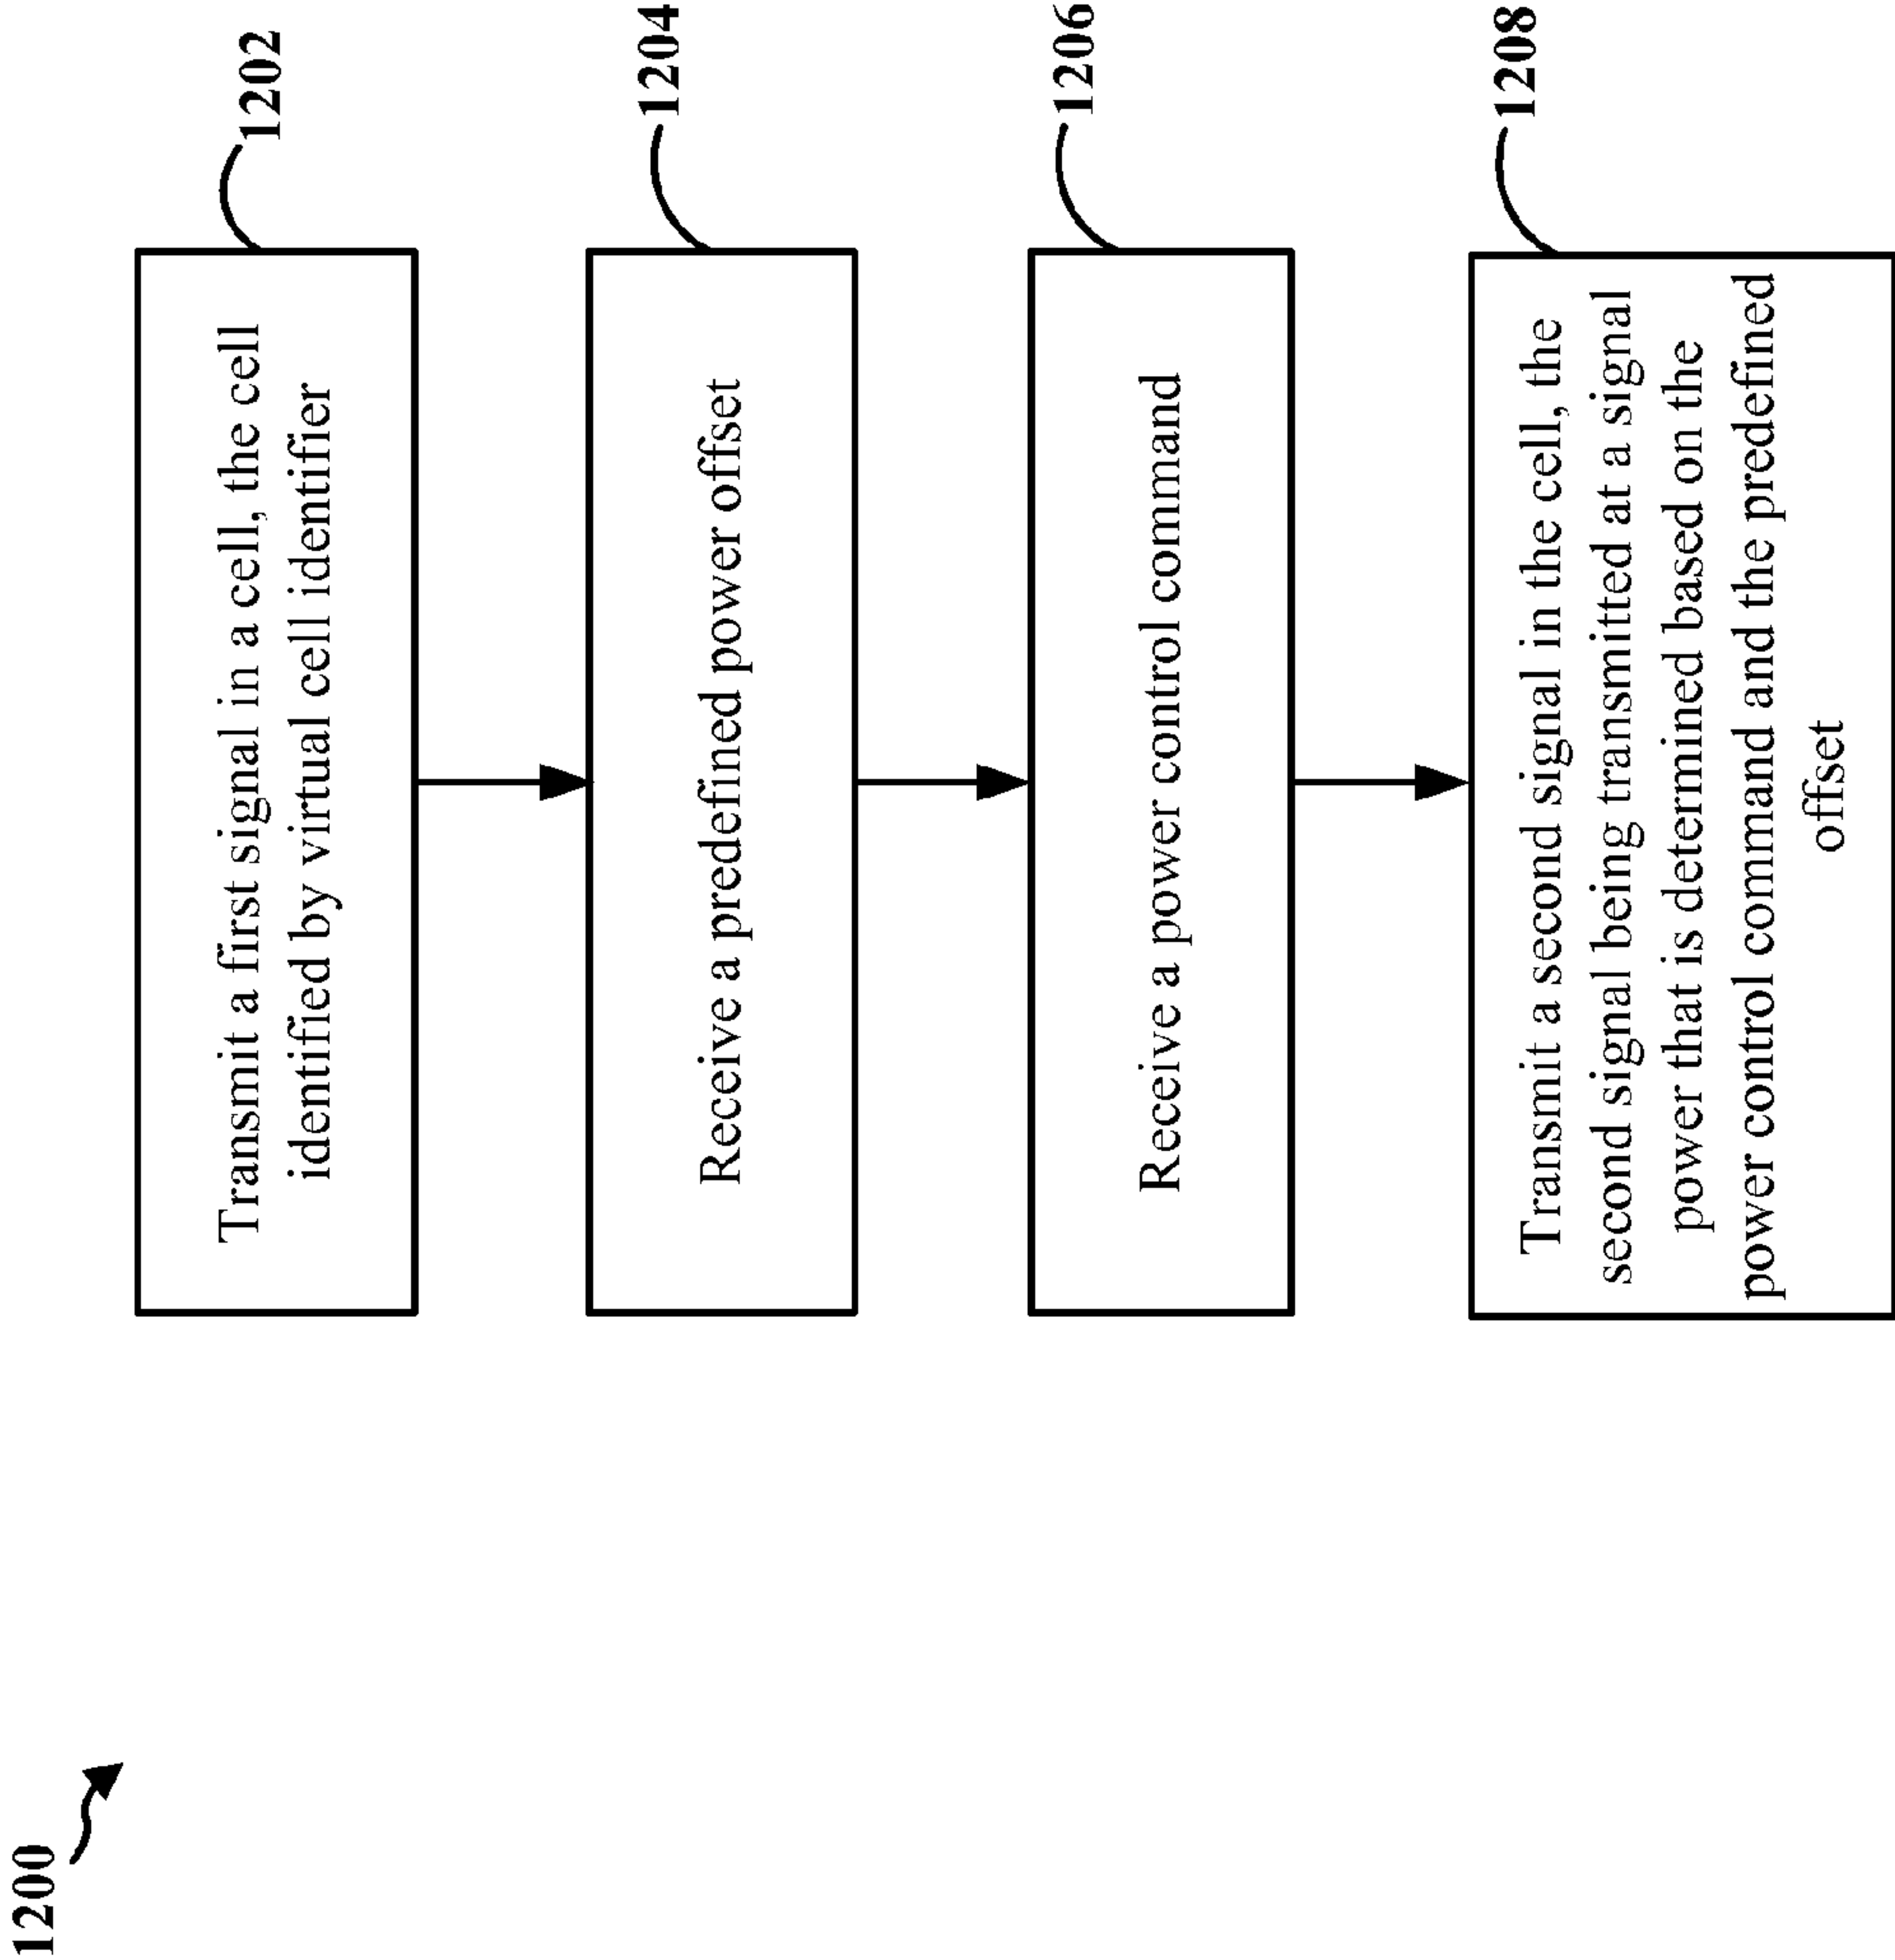 1200
1202
Transmit a first signal in a cell, the cell
identified by virtual cell identifier
1204
Receive a predefined power offset
1206
Receive a power control command
1208
Transmit a second signal in the cell, the
second signal being transmitted at a signal
power that is determined based on the
power control command and the predefined
offset